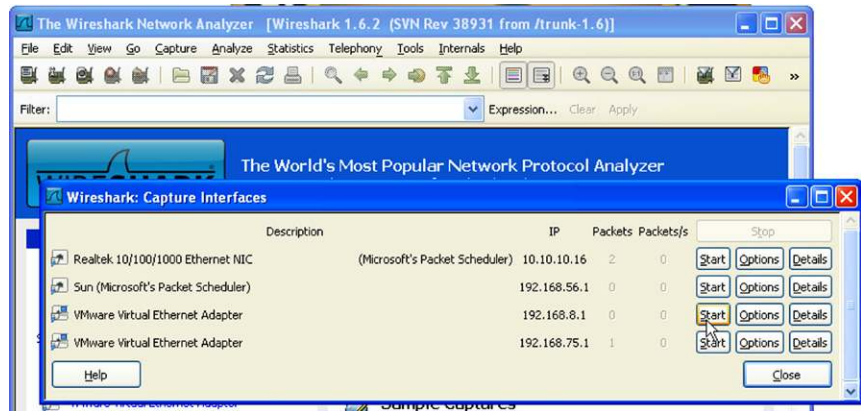 The Wireshark Network Analyzer [Wireshark 1.6.2 (SVN Rev 38931 from /trunk-1.6)]
File Edit View Go Capture Analyze Statistics Telephony Tools Internals Help
Filter: Expression... Clear Apply
The World's Most Popular Network Protocol Analyzer
Wireshark: Capture Interfaces
Description IP Packets Packets/s Stop
Realtek 10/100/1000 Ethernet NIC (Microsoft's Packet Scheduler) 10.10.10.16 2 0 Start Options Details
Sun (Microsoft's Packet Scheduler) 192.168.56.1 0 0 Start Options Details
VMware Virtual Ethernet Adapter 192.168.8.1 0 0 Start Options Details
VMware Virtual Ethernet Adapter 192.168.75.1 1 0 Start Options Details
Help Close
VMware Virtual Ethernet Adapter Sample Captures